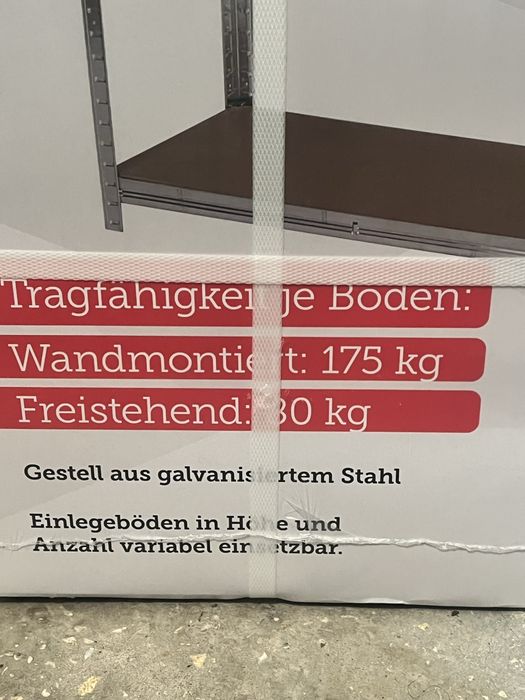 Tragfähigkeit je Boden:
Wandmontiert: 175 kg
Freistehend: 80 kg
Gestell aus galvanisiertem Stahl
Einlegeböden in Höhe und
Anzahl variabel einsetzbar.